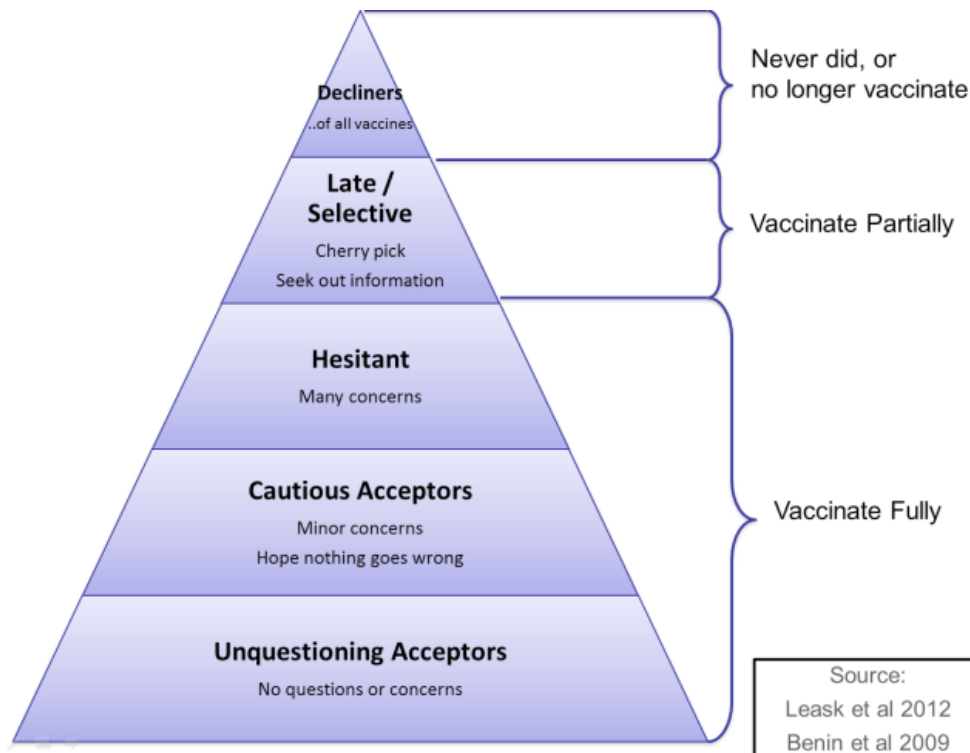 Decliners
..of all vaccines
Late /
Selective
Cherry pick
Seek out information
Hesitant
Many concerns
Cautious Acceptors
Minor concerns
Hope nothing goes wrong
Unquestioning Acceptors
No questions or concerns
Never did, or
no longer vaccinate
Vaccinate Partially
Vaccinate Fully
Source:
Leask et al 2012
Benin et al 2009